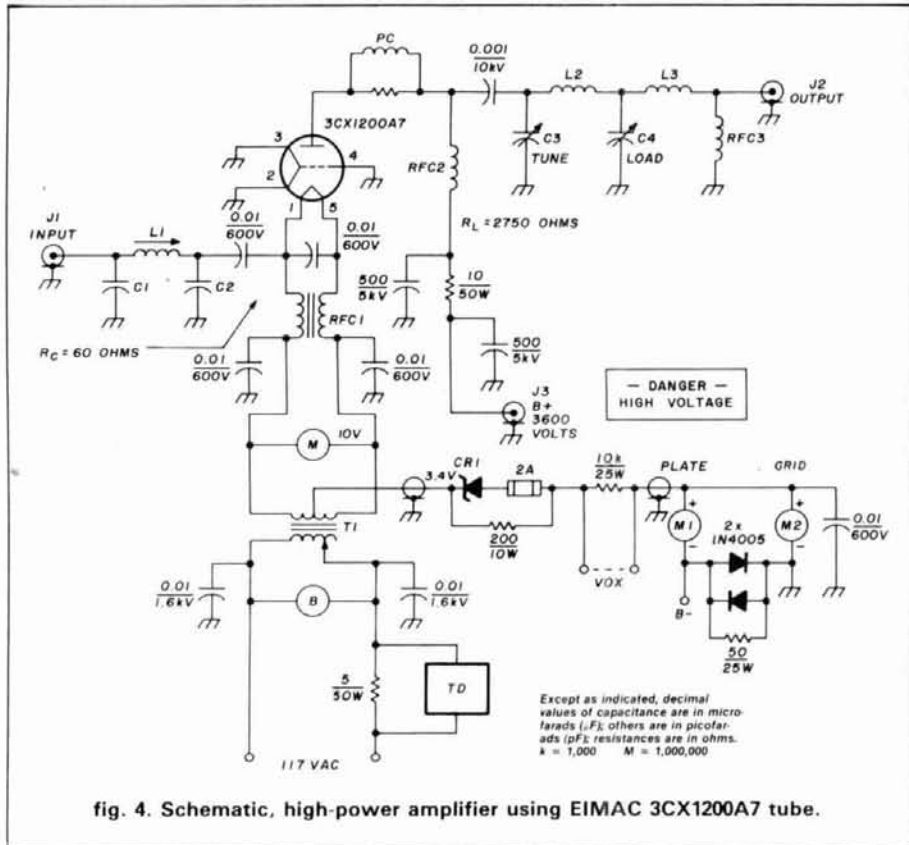 PC
0.001
10kV
L2
L3
J2
OUTPUT
3CX1200A7
3
4
2
1
5
C3
TUNE
C4
LOAD
RFC3
RFC2
J1
INPUT
L1
0.01
600V
0.01
600V
RL = 2750 OHMS
C1
C2
500
5kV
10
50W
RFC1
RC = 60 OHMS
0.01
600V
0.01
600V
500
5kV
— DANGER —
HIGH VOLTAGE
J3
B+
3600
VOLTS
M
10V
CR1
3.4V
2A
10k
25W
PLATE
GRID
200
10W
VOX
+
M1
-
2x
1N4005
+
M2
-
0.01
600V
T1
B-
50
25W
0.01
1.6kV
B
0.01
1.6kV
5
50W
TD
117 VAC
Except as indicated, decimal
values of capacitance are in micro-
farads (μF); others are in picofar-
ads (pF); resistances are in ohms.
k = 1,000 M = 1,000,000
fig. 4. Schematic, high-power amplifier using EIMAC 3CX1200A7 tube.